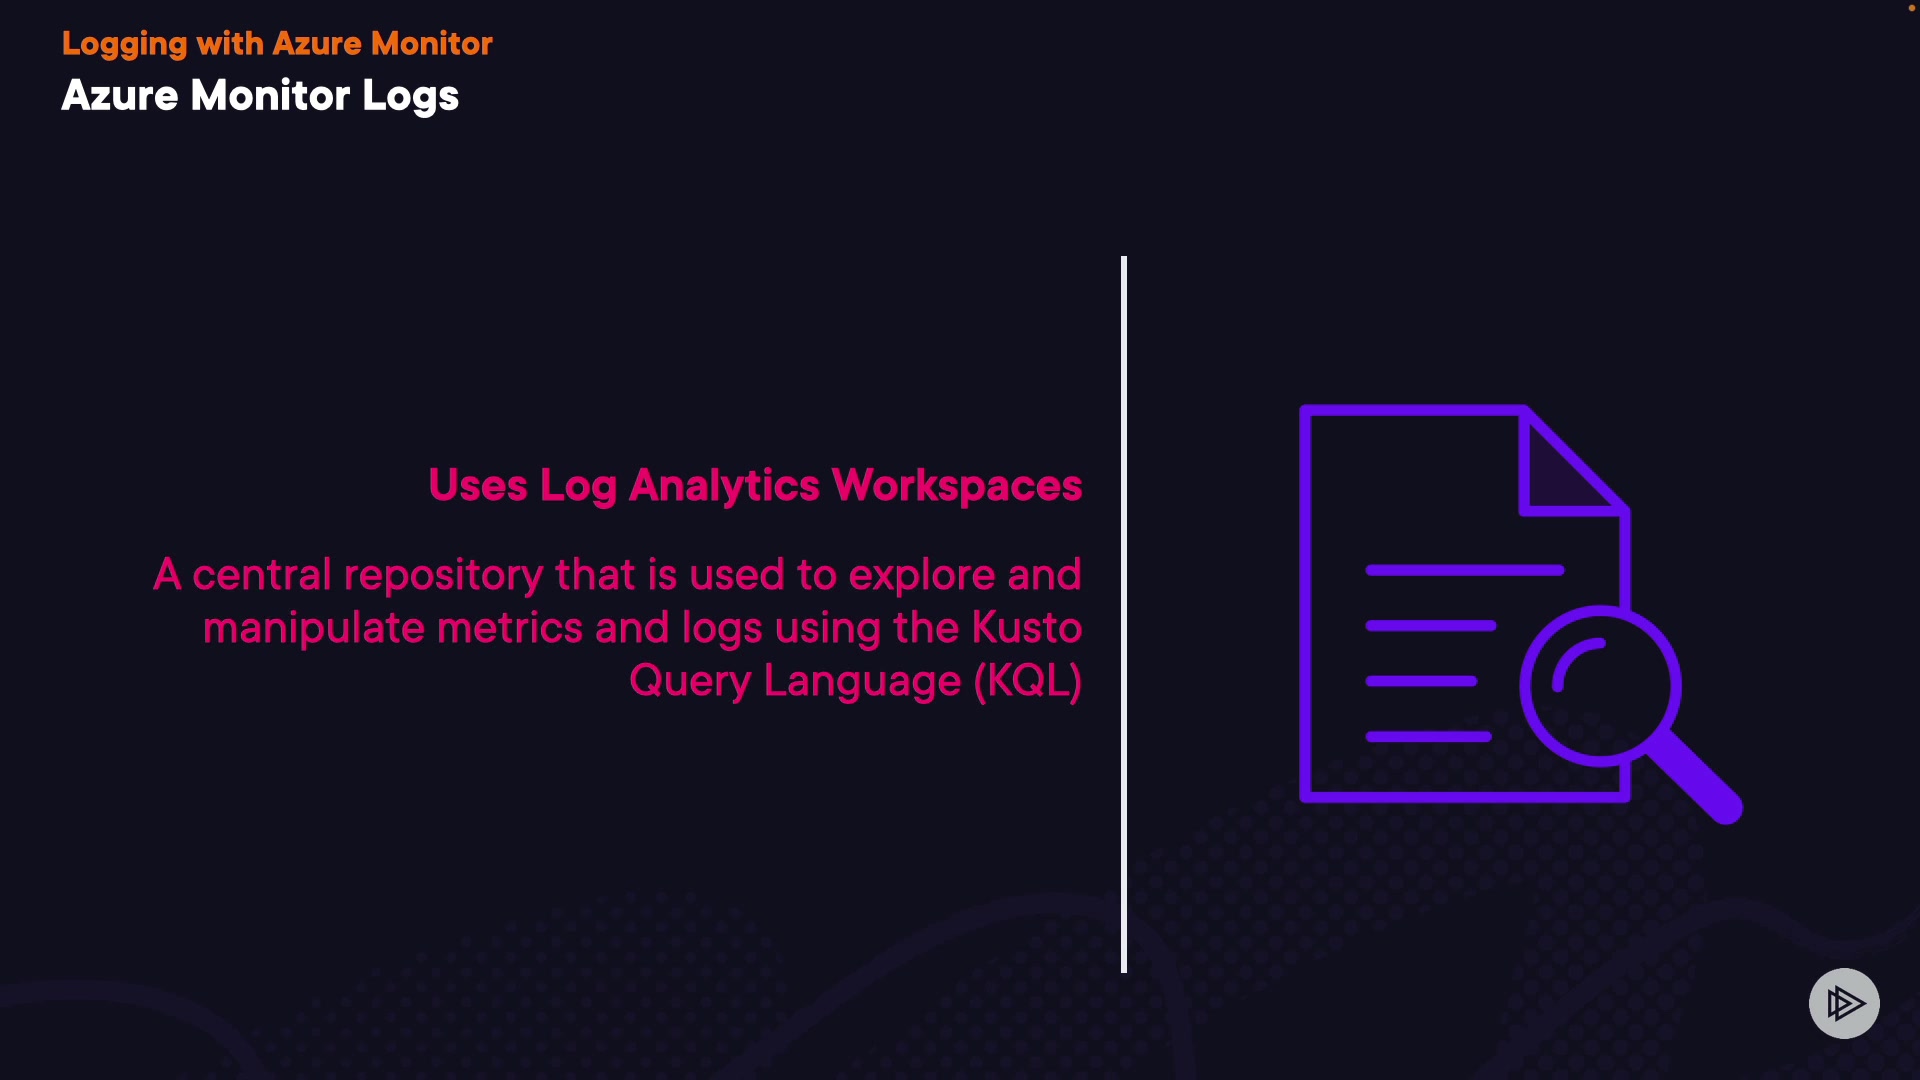 Logging with Azure Monitor
Azure Monitor Logs
Uses Log Analytics Workspaces
A central repository that is used to explore and
manipulate metrics and logs using the Kusto
Query Language (KQL)